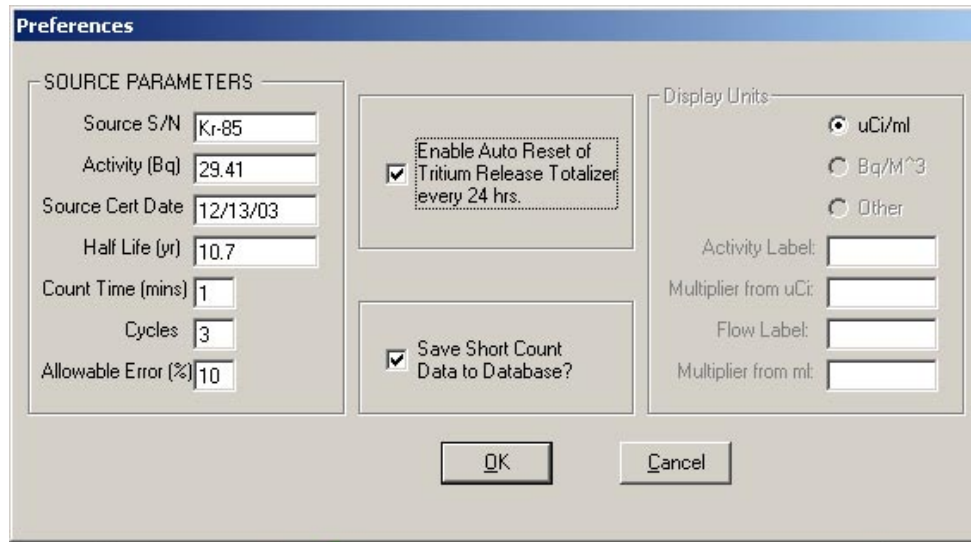 Preferences
SOURCE PARAMETERS
Source S/N Kr-85
Activity (Bq) 29.41
Source Cert Date 12/13/03
Half Life (yr) 10.7
Count Time (mins) 1
Cycles 3
Allowable Error (%) 10
Enable Auto Reset of
Tritium Release Totalizer
every 24 hrs.
Save Short Count
Data to Database?
Display Units
uCi/ml
Bq/M^3
Other
Activity Label:
Multiplier from uCi:
Flow Label:
Multiplier from ml:
OK
Cancel